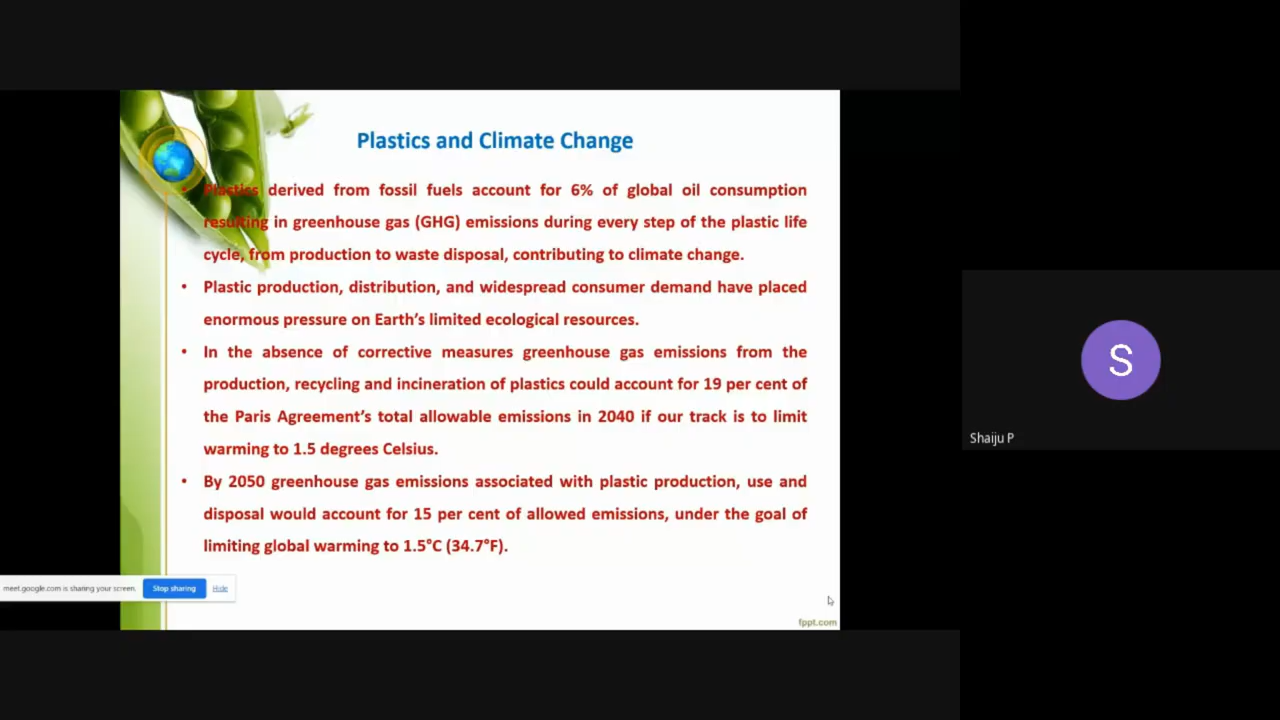 Plastics and Climate Change
• Plastics derived from fossil fuels account for 6% of global oil consumption
resulting in greenhouse gas (GHG) emissions during every step of the plastic life
cycle, from production to waste disposal, contributing to climate change.
• Plastic production, distribution, and widespread consumer demand have placed
enormous pressure on Earth's limited ecological resources.
• In the absence of corrective measures greenhouse gas emissions from the
production, recycling and incineration of plastics could account for 19 per cent of
the Paris Agreement's total allowable emissions in 2040 if our track is to limit
warming to 1.5 degrees Celsius.
• By 2050 greenhouse gas emissions associated with plastic production, use and
disposal would account for 15 per cent of allowed emissions, under the goal of
limiting global warming to 1.5°C (34.7°F).
meet.google.com is sharing your screen. Stop sharing Hide
fppt.com
S
Shaiju P